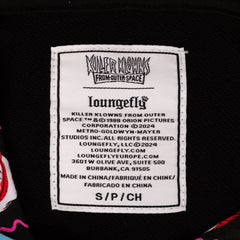 KILLER KLOWNS
FROM OUTER SPACE
loungefly
KILLER KLOWNS FROM OUTER
SPACE ™ & © 1988 ORION PICTURES
CORPORATION © 2024
METRO-GOLDWYN-MAYER
STUDIOS INC. ALL RIGHTS RESERVED.
LOUNGEFLY, LLC©2024
LOUNGEFLY.COM
3601 W. OLIVE AVE, SUITE 500
BURBANK, CA 91505
MADE IN CHINA/FABRIQUÉ EN CHINE/
FABRICADO EN CHINA
S/P/CH